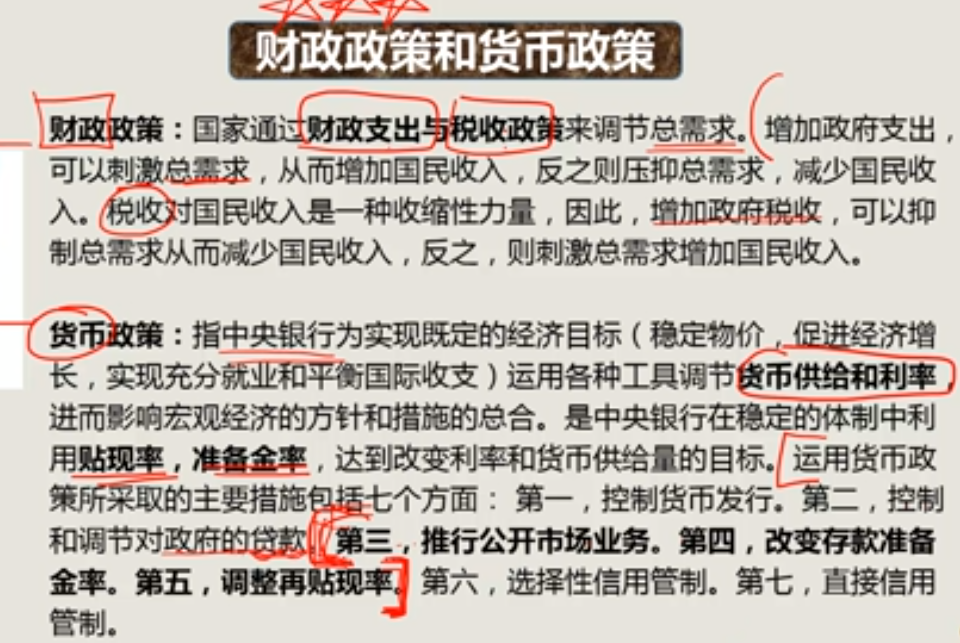 财政政策和货币政策
财政政策：国家通过财政支出与税收政策来调节总需求。增加政府支出，
可以刺激总需求，从而增加国民收入，反之则压抑总需求，减少国民收
入。税收对国民收入是一种收缩性力量，因此，增加政府税收，可以抑
制总需求从而减少国民收入，反之，则刺激总需求增加国民收入。
货币政策：指中央银行为实现既定的经济目标（稳定物价，促进经济增
长，实现充分就业和平衡国际收支）运用各种工具调节货币供给和利率，
进而影响宏观经济的方针和措施的总合。是中央银行在稳定的体制中利
用贴现率，准备金率，达到改变利率和货币供给量的目标。运用货币政
策所采取的主要措施包括七个方面：第一，控制货币发行。第二，控制
和调节对政府的贷款。第三，推行公开市场业务。第四，改变存款准备
金率。第五，调整再贴现率。第六，选择性信用管制。第七，直接信用
管制。